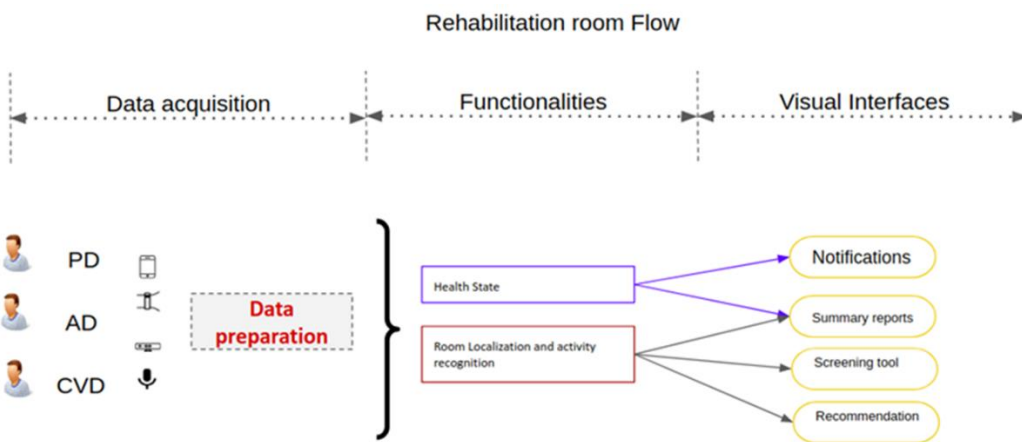 Rehabilitation room Flow
Data acquisition
Functionalities
Visual Interfaces
PD
AD
CVD
Data
preparation
Health State
Room Localization and activity
recognition
Notifications
Summary reports
Screening tool
Recommendation